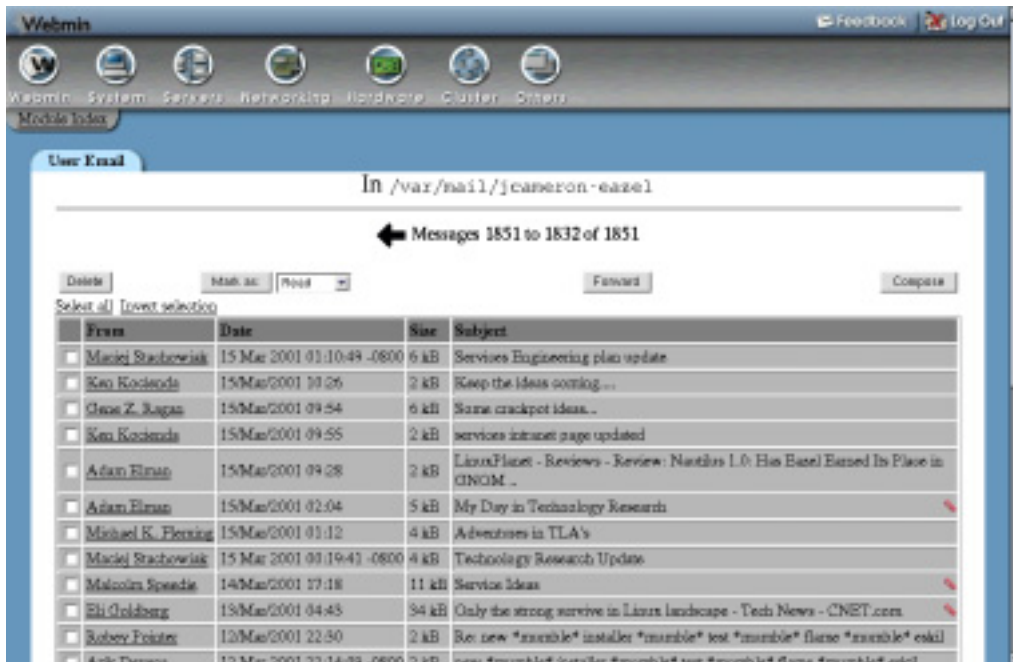 Webmin
Feedback Log Out
Webmin System Servers Networking Hardware Cluster Others
Module Index
User Email
In /var/mail/jcameron-eazel
Messages 1851 to 1832 of 1851
Delete Mark as: Read Forward Compose
Select all Invert selection
From Date Size Subject
Maciej Stachowiak 15 Mar 2001 01:10:49 -0800 6 kB Services Engineering plan update
Ken Kocienda 15/Mar/2001 10:26 2 kB Keep the ideas coming....
Gene Z. Ragan 15/Mar/2001 09:54 6 kB Some crackpot ideas...
Ken Kocienda 15/Mar/2001 09:55 2 kB services intranet page updated
Adam Elman 15/Mar/2001 09:28 2 kB LinuxPlanet - Reviews - Review: Nautilus 1.0: Has Eazel Earned Its Place in
GNOM ...
Adam Elman 15/Mar/2001 02:04 5 kB My Day in Technology Research
Michael K. Fleming 15/Mar/2001 01:12 4 kB Adventures in TLA's
Maciej Stachowiak 15 Mar 2001 00:19:41 -0800 4 kB Technology Research Update
Malcolm Speedie 14/Mar/2001 17:18 11 kB Service Ideas
Eli Goldberg 13/Mar/2001 04:43 34 kB Only the strong survive in Linux landscape - Tech News - CNET.com
Robey Pointer 12/Mar/2001 22:30 2 kB Re: new *mumble* installer *mumble* test *mumble* flame *mumble* eskil